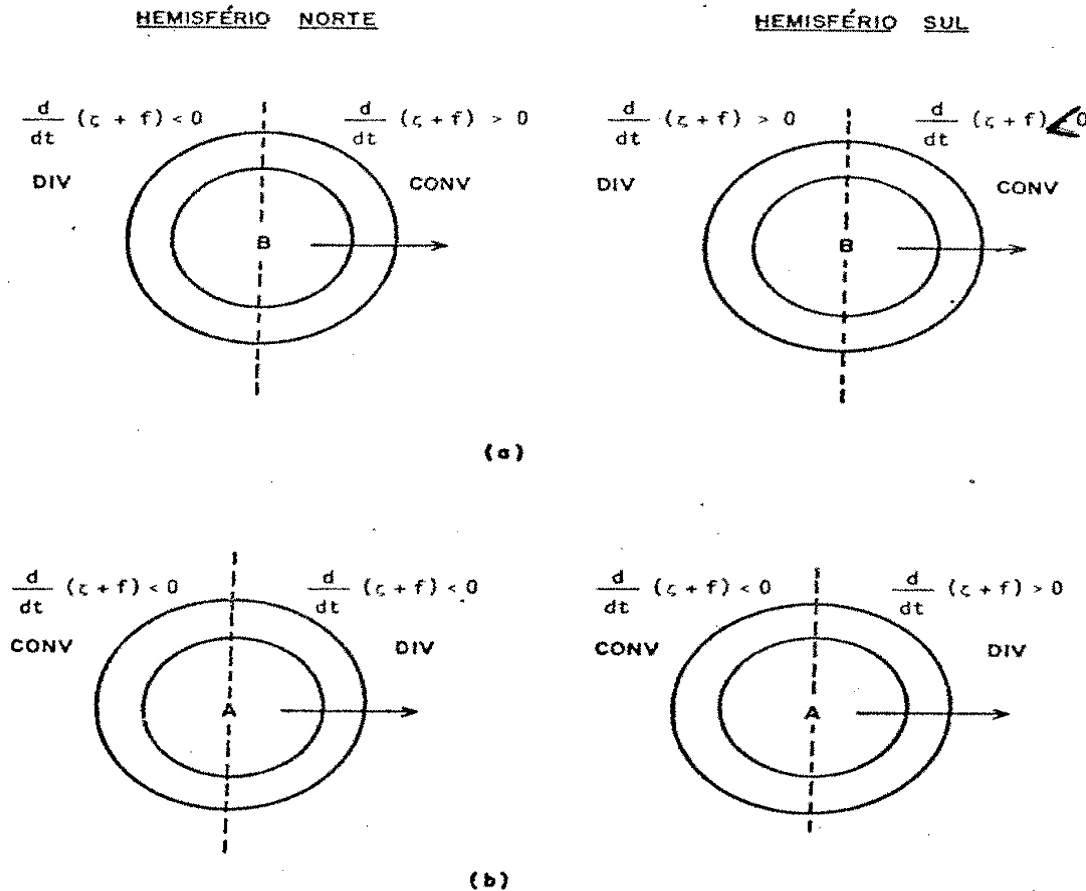 HEMISFÉRIO NORTE
HEMISFÉRIO SUL
d/dt (ζ + f) < 0
d/dt (ζ + f) > 0
d/dt (ζ + f) > 0
d/dt (ζ + f) < 0
DIV
CONV
DIV
CONV
B
B
(a)
d/dt (ζ + f) < 0
d/dt (ζ + f) < 0
d/dt (ζ + f) < 0
d/dt (ζ + f) > 0
CONV
DIV
CONV
DIV
A
A
(b)